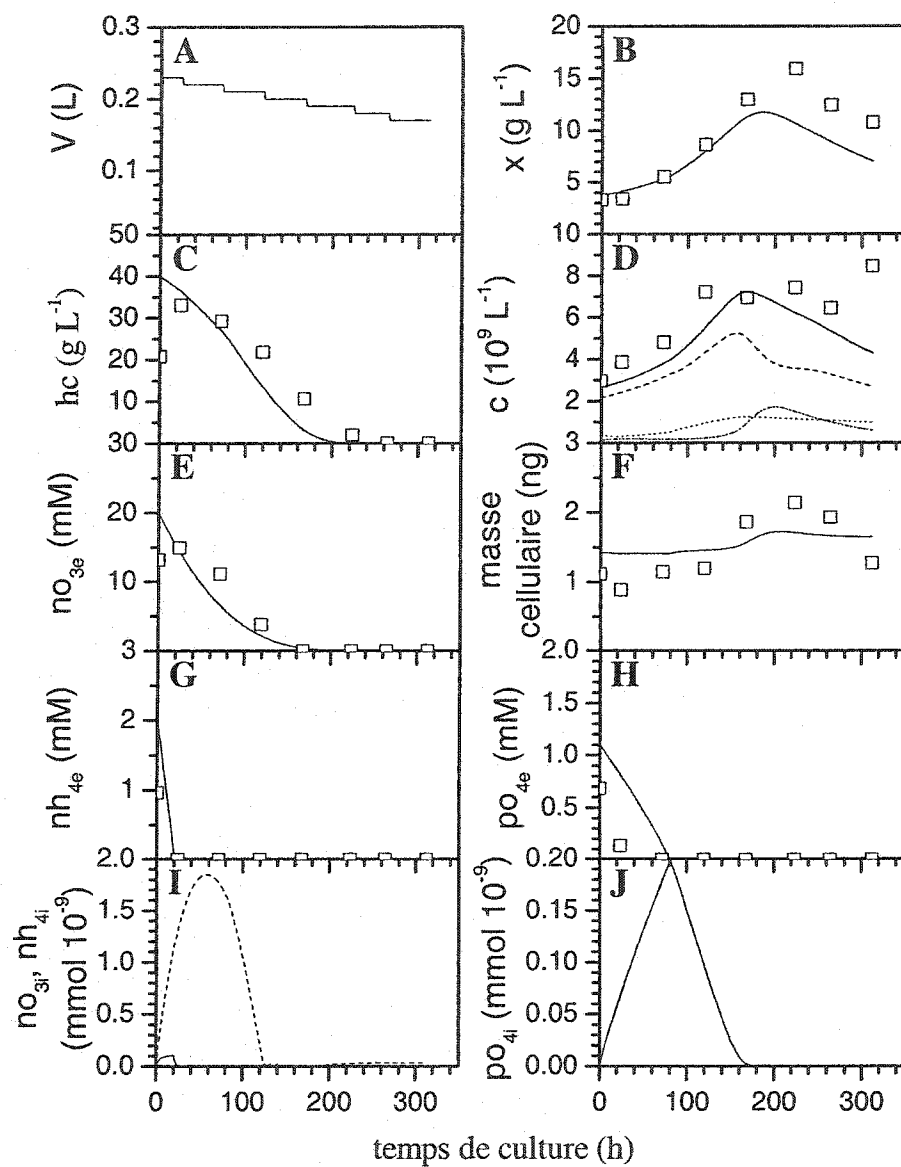 A
V (L)
0.3
0.2
0.1
B
x (g L⁻¹)
20
15
10
5
C
hc (g L⁻¹)
50
40
30
20
10
D
c (10⁹ L⁻¹)
10
8
6
4
2
E
no₃ₑ (mM)
30
20
10
F
masse
cellulaire (ng)
3
2
1
G
nh₄ₑ (mM)
3
2
1
H
po₄ₑ (mM)
2.0
1.5
1.0
0.5
I
no₃ᵢ, nh₄ᵢ
(mmol 10⁻⁹)
2.0
1.5
1.0
0.5
0.0
0 100 200 300
J
po₄ᵢ (mmol 10⁻⁹)
0.20
0.15
0.10
0.05
0.00
0 100 200 300
temps de culture (h)